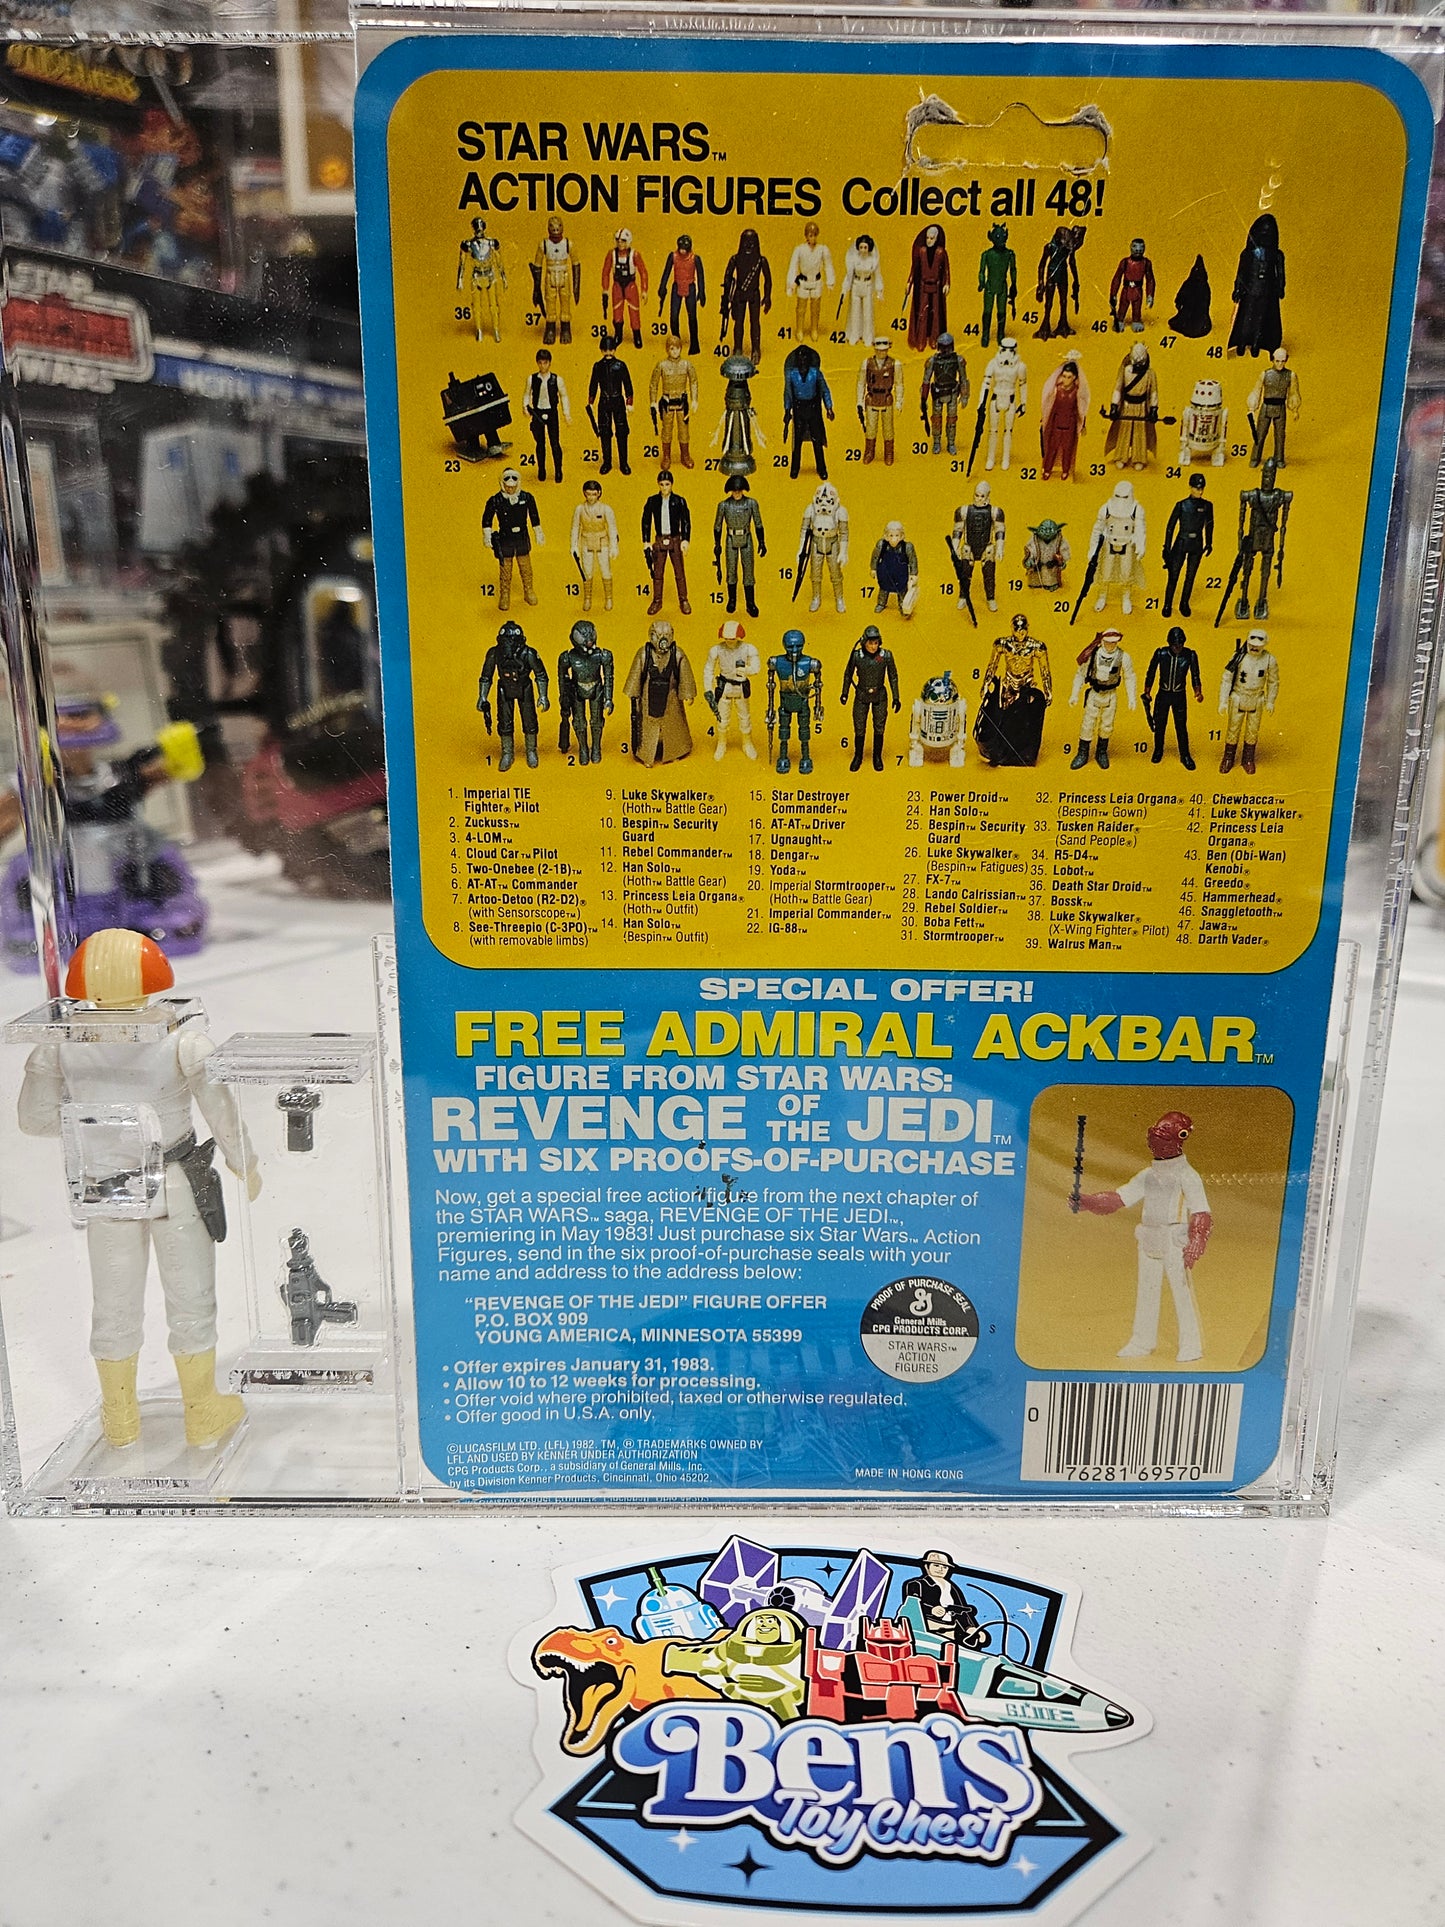 STAR WARS™
ACTION FIGURES Collect all 48!
36
37
38
39
40
41
42
43
44
45
46
47
48
23
24
25
26
27
28
29
30
31
32
33
34
35
12
13
14
15
16
17
18
19
20
21
22
1
2
3
4
5
6
7
8
9
10
11
1. Imperial TIE
Fighter® Pilot
2. Zuckuss™
3. 4-LOM™
4. Cloud Car™ Pilot
5. Two-Onebee (2-1B)™
6. AT-AT™ Commander
7. Artoo-Detoo (R2-D2)®
(with Sensorscope™)
8. See-Threepio (C-3PO)™
(with removable limbs)
9. Luke Skywalker®
(Hoth™ Battle Gear)
10. Bespin™ Security
Guard
11. Rebel Commander™
12. Han Solo™
(Hoth™ Battle Gear)
13. Princess Leia Organa®
(Hoth™ Outfit)
14. Han Solo™
(Bespin™ Outfit)
15. Star Destroyer
Commander™
16. AT-AT™ Driver
17. Ugnaught™
18. Dengar™
19. Yoda™
20. Imperial Stormtrooper™
(Hoth™ Battle Gear)
21. Imperial Commander™
22. IG-88™
23. Power Droid™
24. Han Solo™
25. Bespin™ Security
Guard
26. Luke Skywalker®
(Bespin™ Fatigues)
27. FX-7™
28. Lando Calrissian™
29. Rebel Soldier™
30. Boba Fett™
31. Stormtrooper™
32. Princess Leia Organa®
(Bespin™ Gown)
33. Tusken Raider®
(Sand People®)
34. R5-D4™
35. Lobot™
36. Death Star Droid™
37. Bossk™
38. Luke Skywalker®
(X-Wing Fighter® Pilot)
39. Walrus Man™
40. Chewbacca™
41. Luke Skywalker®
42. Princess Leia
Organa®
43. Ben (Obi-Wan)
Kenobi®
44. Greedo®
45. Hammerhead®
46. Snaggletooth™
47. Jawa™
48. Darth Vader®
SPECIAL OFFER!
FREE ADMIRAL ACKBAR™
FIGURE FROM STAR WARS:
REVENGE OF THE JEDI™
WITH SIX PROOFS-OF-PURCHASE
Now, get a special free action figure from the next chapter of
the STAR WARS™ saga, REVENGE OF THE JEDI™,
premiering in May 1983! Just purchase six Star Wars™ Action
Figures, send in the six proof-of-purchase seals with your
name and address to the address below:
"REVENGE OF THE JEDI" FIGURE OFFER
P.O. BOX 909
YOUNG AMERICA, MINNESOTA 55399
• Offer expires January 31, 1983.
• Allow 10 to 12 weeks for processing.
• Offer void where prohibited, taxed or otherwise regulated.
• Offer good in U.S.A. only.
PROOF OF PURCHASE SEAL
General Mills
CPG PRODUCTS CORP.
STAR WARS™
ACTION
FIGURES
S
©LUCASFILM LTD. (LFL) 1982. TM, ® TRADEMARKS OWNED BY
LFL AND USED BY KENNER UNDER AUTHORIZATION
CPG Products Corp., a subsidiary of General Mills, Inc.
by its Division Kenner Products, Cincinnati, Ohio 45202.
MADE IN HONG KONG
0 76281 69570
STAR
WARS
G.I.JOE
Ben's
Toy Chest